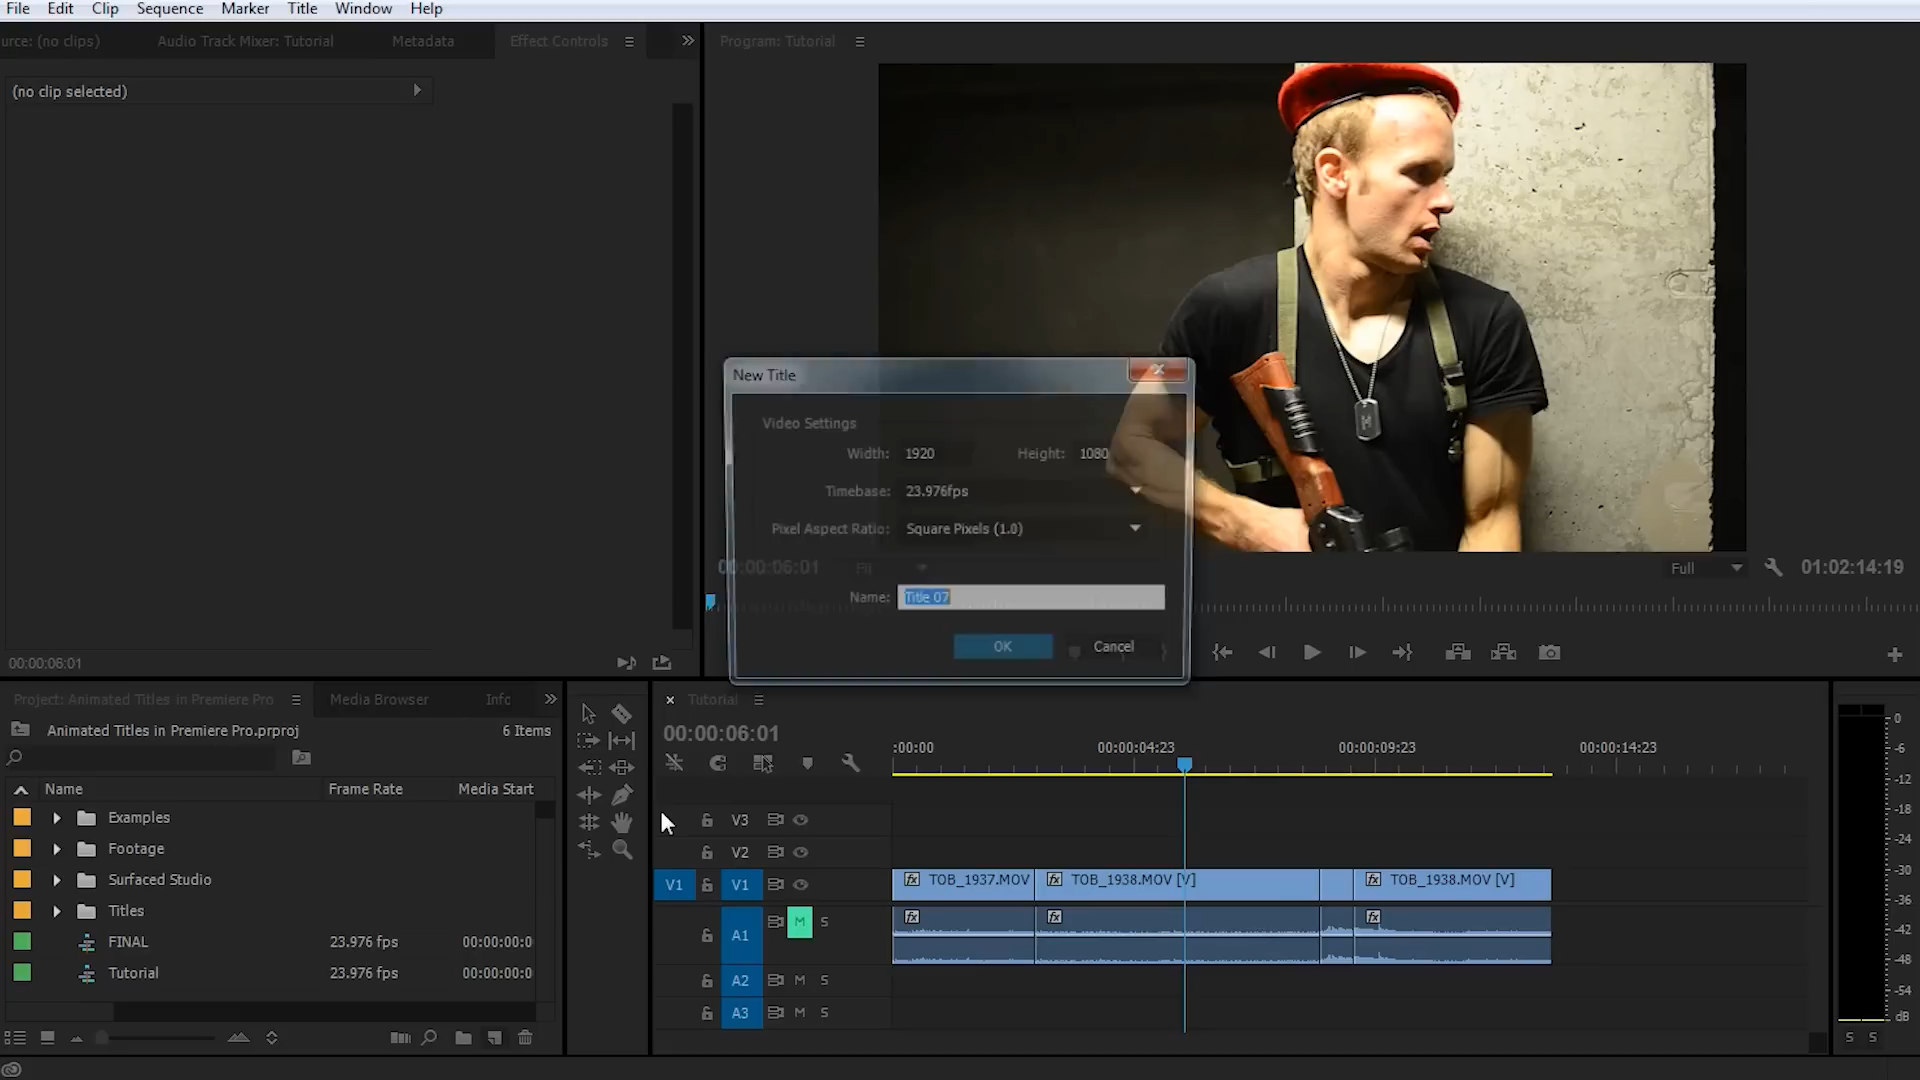 File Edit Clip Sequence Marker Title Window Help
urce: (no clips) Audio Track Mixer: Tutorial Metadata Effect Controls
Program: Tutorial
(no clip selected)
New Title
Video Settings
Width: 1920 Height: 1080
Timebase: 23.976fps
Pixel Aspect Ratio: Square Pixels (1.0)
00:00:06:01 Fit
Full 01:02:14:19
Name: Title 07
OK Cancel
00:00:06:01
Project: Animated Titles in Premiere Pro Media Browser Info
Animated Titles in Premiere Pro.prproj 6 Items
Name Frame Rate Media Start
Examples
Footage
Surfaced Studio
Titles
FINAL 23.976 fps 00:00:00:0
Tutorial 23.976 fps 00:00:00:0
Tutorial
00:00:06:01
:00:00 00:00:04:23 00:00:09:23 00:00:14:23
V3
V2
V1 V1 fx TOB_1937.MOV fx TOB_1938.MOV [V] fx TOB_1938.MOV [V]
A1 M S fx fx fx
A2 M S
A3 M S
0
-6
-12
-18
-24
-30
-36
-42
-48
-54
dB
S S